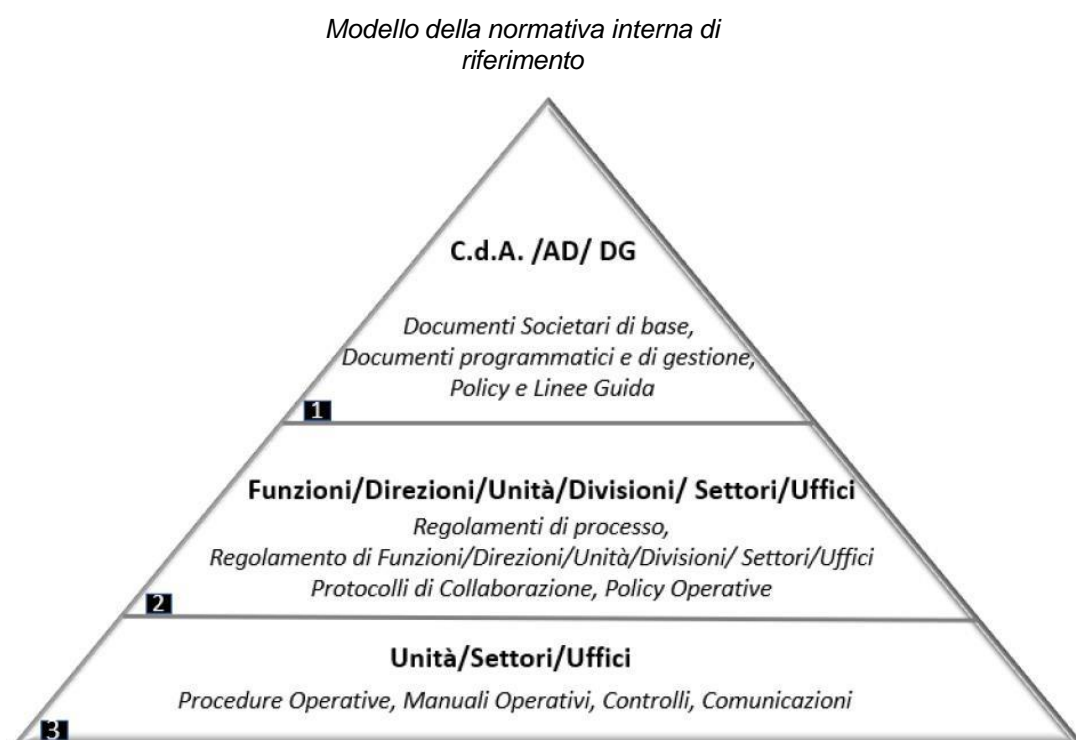 Modello della normativa interna di
riferimento
C.d.A. /AD/ DG
Documenti Societari di base,
Documenti programmatici e di gestione,
Policy e Linee Guida
1
Funzioni/Direzioni/Unità/Divisioni/ Settori/Uffici
Regolamenti di processo,
Regolamento di Funzioni/Direzioni/Unità/Divisioni/ Settori/Uffici
Protocolli di Collaborazione, Policy Operative
2
Unità/Settori/Uffici
Procedure Operative, Manuali Operativi, Controlli, Comunicazioni
3